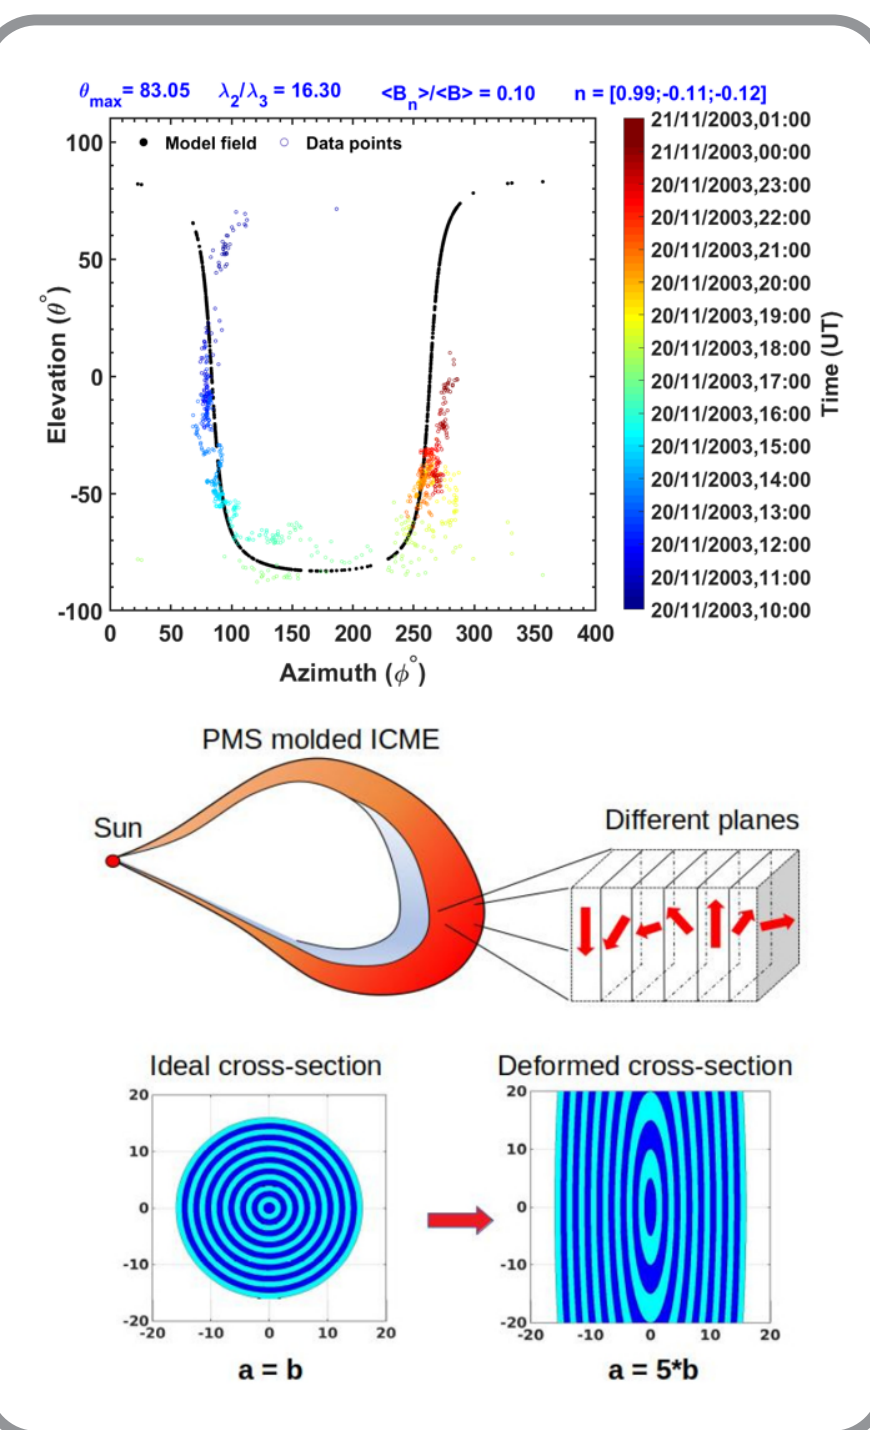 θmax= 83.05 λ2/λ3 = 16.30 <Bn>/<B> = 0.10 n = [0.99;-0.11;-0.12]
Model field Data points
100
50
0
-50
-100
0 50 100 150 200 250 300 350 400
Elevation (θ°)
Azimuth (ϕ°)
21/11/2003,01:00
21/11/2003,00:00
20/11/2003,23:00
20/11/2003,22:00
20/11/2003,21:00
20/11/2003,20:00
20/11/2003,19:00
20/11/2003,18:00
20/11/2003,17:00
20/11/2003,16:00
20/11/2003,15:00
20/11/2003,14:00
20/11/2003,13:00
20/11/2003,12:00
20/11/2003,11:00
20/11/2003,10:00
Time (UT)
PMS molded ICME
Sun
Different planes
Ideal cross-section
20
10
0
-10
-20
-20 -10 0 10 20
a = b
Deformed cross-section
20
10
0
-10
-20
-20 -10 0 10 20
a = 5*b